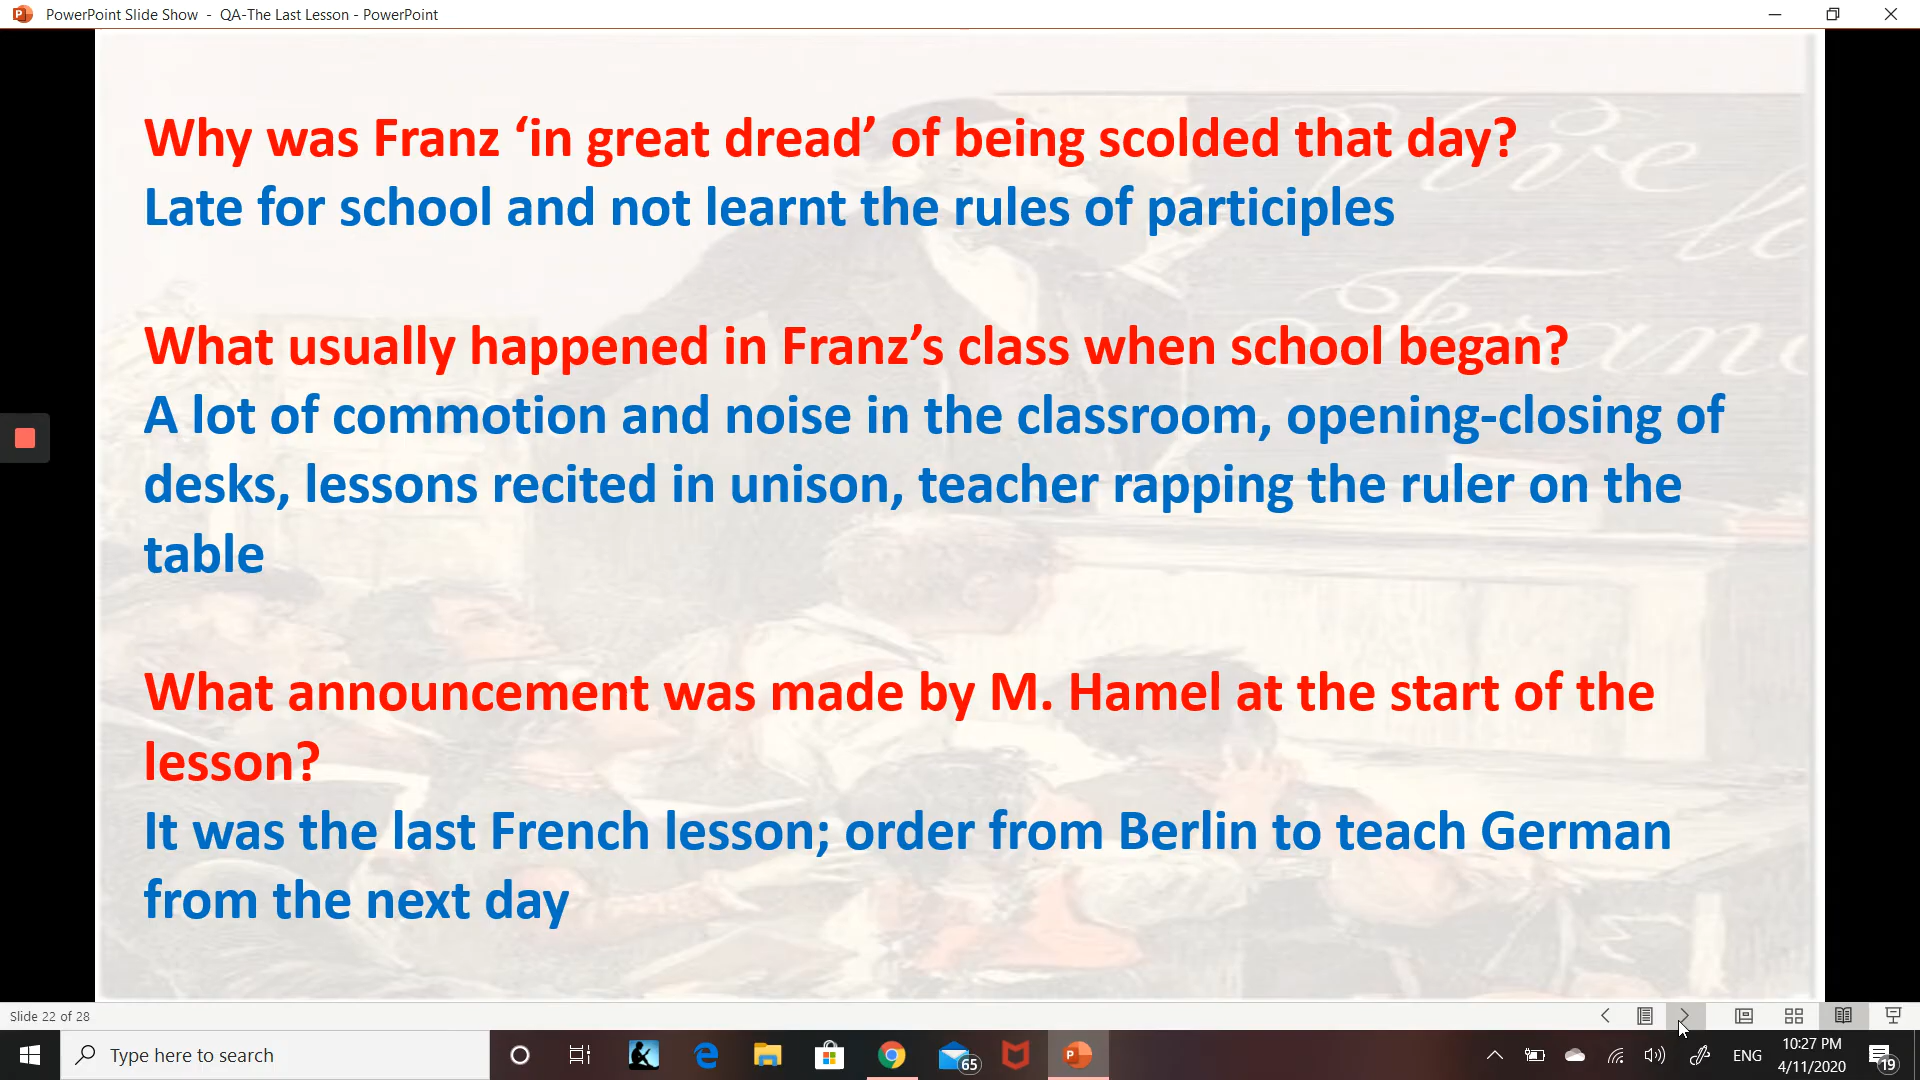 PowerPoint Slide Show - QA-The Last Lesson - PowerPoint
Why was Franz ‘in great dread’ of being scolded that day?
Late for school and not learnt the rules of participles
What usually happened in Franz’s class when school began?
A lot of commotion and noise in the classroom, opening-closing of
desks, lessons recited in unison, teacher rapping the ruler on the
table
What announcement was made by M. Hamel at the start of the
lesson?
It was the last French lesson; order from Berlin to teach German
from the next day
Slide 22 of 28
Type here to search
65
ENG
10:27 PM
4/11/2020
19